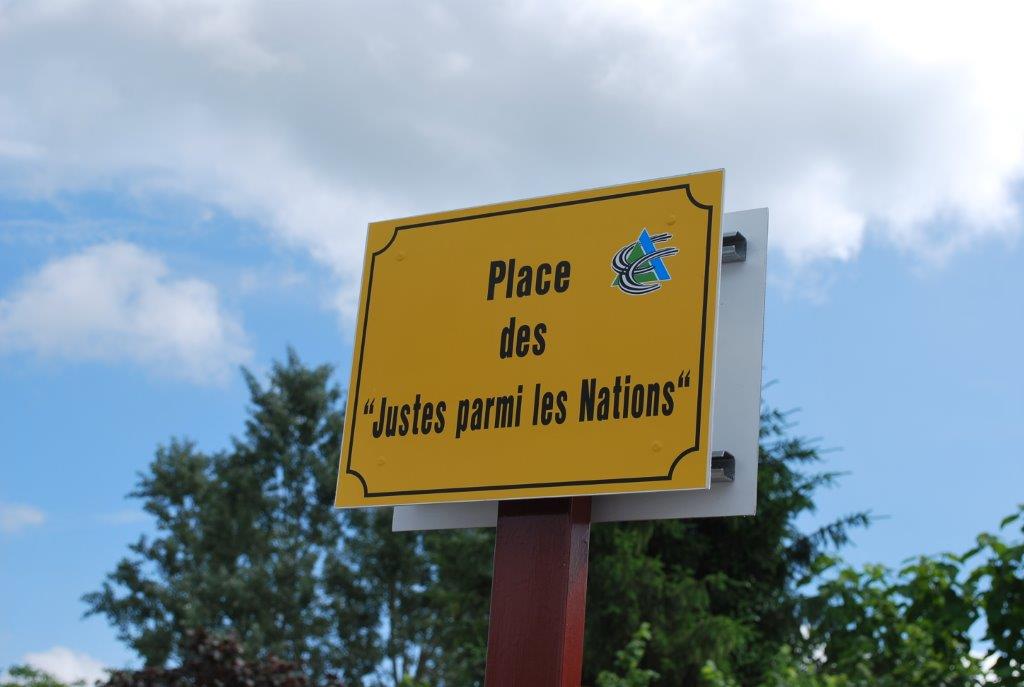 Place
des
“Justes parmi les Nations“